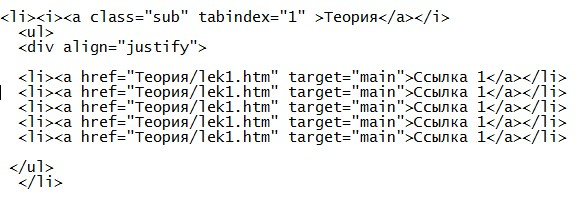 <li><i><a class="sub" tabindex="1" >Теория</a></i>
<ul>
<div align="justify">
<li><a href="Теория/lek1.htm" target="main">Ссылка 1</a></li>
<li><a href="Теория/lek1.htm" target="main">Ссылка 1</a></li>
<li><a href="Теория/lek1.htm" target="main">Ссылка 1</a></li>
<li><a href="Теория/lek1.htm" target="main">Ссылка 1</a></li>
<li><a href="Теория/lek1.htm" target="main">Ссылка 1</a></li>
</ul>
</li>